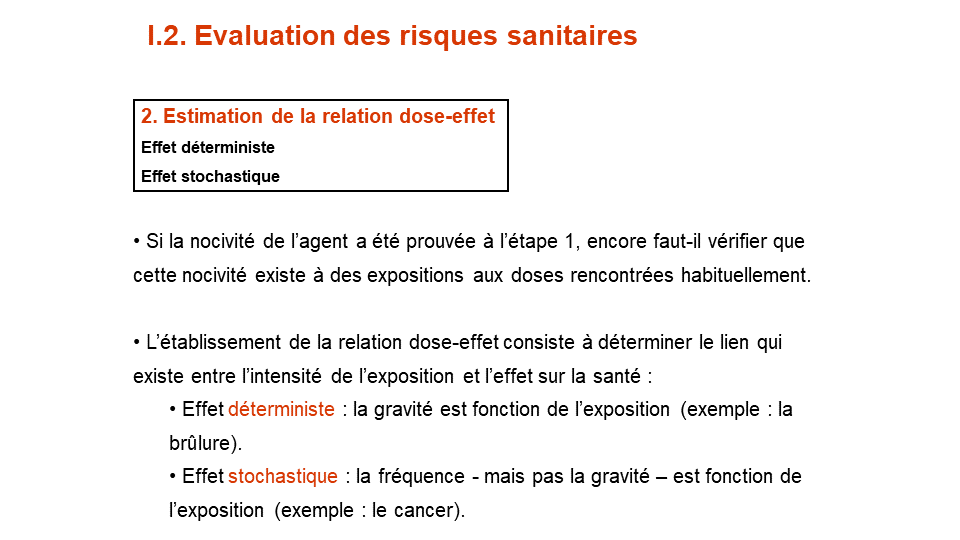 I.2. Evaluation des risques sanitaires
2. Estimation de la relation dose-effet
Effet déterministe
Effet stochastique
• Si la nocivité de l’agent a été prouvée à l’étape 1, encore faut-il vérifier que
cette nocivité existe à des expositions aux doses rencontrées habituellement.
• L’établissement de la relation dose-effet consiste à déterminer le lien qui
existe entre l’intensité de l’exposition et l’effet sur la santé :
• Effet déterministe : la gravité est fonction de l’exposition (exemple : la
brûlure).
• Effet stochastique : la fréquence - mais pas la gravité – est fonction de
l’exposition (exemple : le cancer).